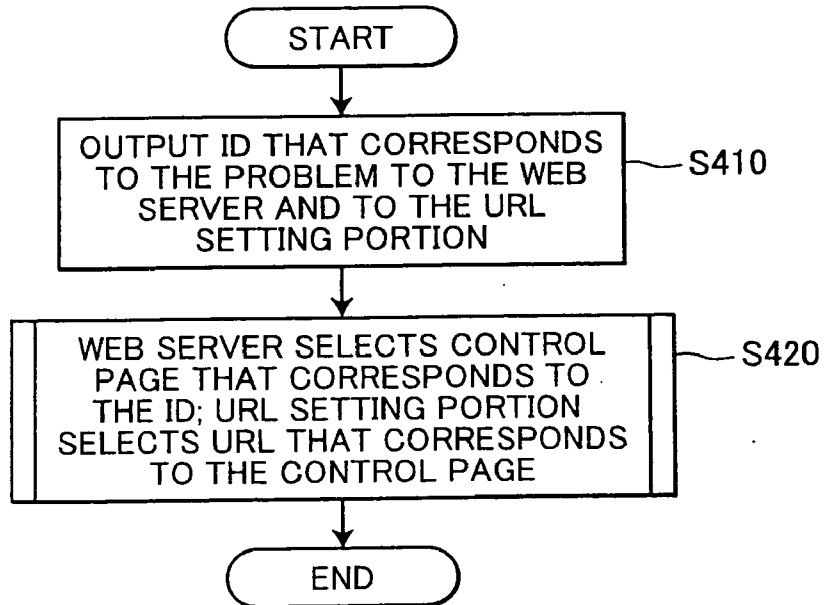 START
OUTPUT ID THAT CORRESPONDS
TO THE PROBLEM TO THE WEB
SERVER AND TO THE URL
SETTING PORTION
S410
WEB SERVER SELECTS CONTROL
PAGE THAT CORRESPONDS TO
THE ID; URL SETTING PORTION
SELECTS URL THAT CORRESPONDS
TO THE CONTROL PAGE
S420
END